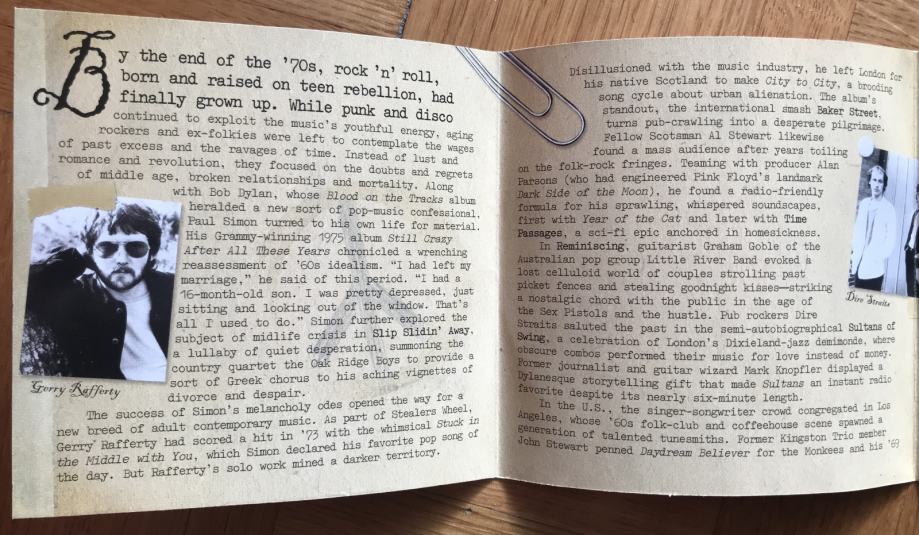 By the end of the '70s, rock 'n' roll,
born and raised on teen rebellion, had
finally grown up. While punk and disco
continued to exploit the music's youthful energy, aging
rockers and ex-folkies were left to contemplate the wages
of past excess and the ravages of time. Instead of lust and
romance and revolution, they focused on the doubts and regrets
of middle age, broken relationships and mortality. Along
with Bob Dylan, whose Blood on the Tracks album
heralded a new sort of pop-music confessional,
Paul Simon turned to his own life for material.
His Grammy-winning 1975 album Still Crazy
After All These Years chronicled a wrenching
reassessment of '60s idealism. "I had left my
marriage," he said of this period. "I had a
16-month-old son. I was pretty depressed, just
sitting and looking out of the window. That's
all I used to do." Simon further explored the
subject of midlife crisis in Slip Slidin' Away,
a lullaby of quiet desperation, summoning the
country quartet the Oak Ridge Boys to provide a
sort of Greek chorus to his aching vignettes of
divorce and despair.
Gerry Rafferty
The success of Simon's melancholy odes opened the way for a
new breed of adult contemporary music. As part of Stealers Wheel,
Gerry Rafferty had scored a hit in '73 with the whimsical Stuck in
the Middle with You, which Simon declared his favorite pop song of
the day. But Rafferty's solo work mined a darker territory.
Disillusioned with the music industry, he left London for
his native Scotland to make City to City, a brooding
song cycle about urban alienation. The album's
standout, the international smash Baker Street,
turns pub-crawling into a desperate pilgrimage.
Fellow Scotsman Al Stewart likewise
found a mass audience after years toiling
on the folk-rock fringes. Teaming with producer Alan
Parsons (who had engineered Pink Floyd's landmark
Dark Side of the Moon), he found a radio-friendly
formula for his sprawling, whispered soundscapes,
first with Year of the Cat and later with Time
Passages, a sci-fi epic anchored in homesickness.
In Reminiscing, guitarist Graham Goble of the
Australian pop group Little River Band evoked a
lost celluloid world of couples strolling past
picket fences and stealing goodnight kisses—striking
a nostalgic chord with the public in the age of
the Sex Pistols and the hustle. Pub rockers Dire
Straits saluted the past in the semi-autobiographical Sultans of
Swing, a celebration of London's Dixieland-jazz demimonde, where
obscure combos performed their music for love instead of money.
Former journalist and guitar wizard Mark Knopfler displayed a
Dylanesque storytelling gift that made Sultans an instant radio
favorite despite its nearly six-minute length.
In the U.S., the singer-songwriter crowd congregated in Los
Angeles, whose '60s folk-club and coffeehouse scene spawned a
generation of talented tunesmiths. Former Kingston Trio member
John Stewart penned Daydream Believer for the Monkees and his '69
Dire Straits